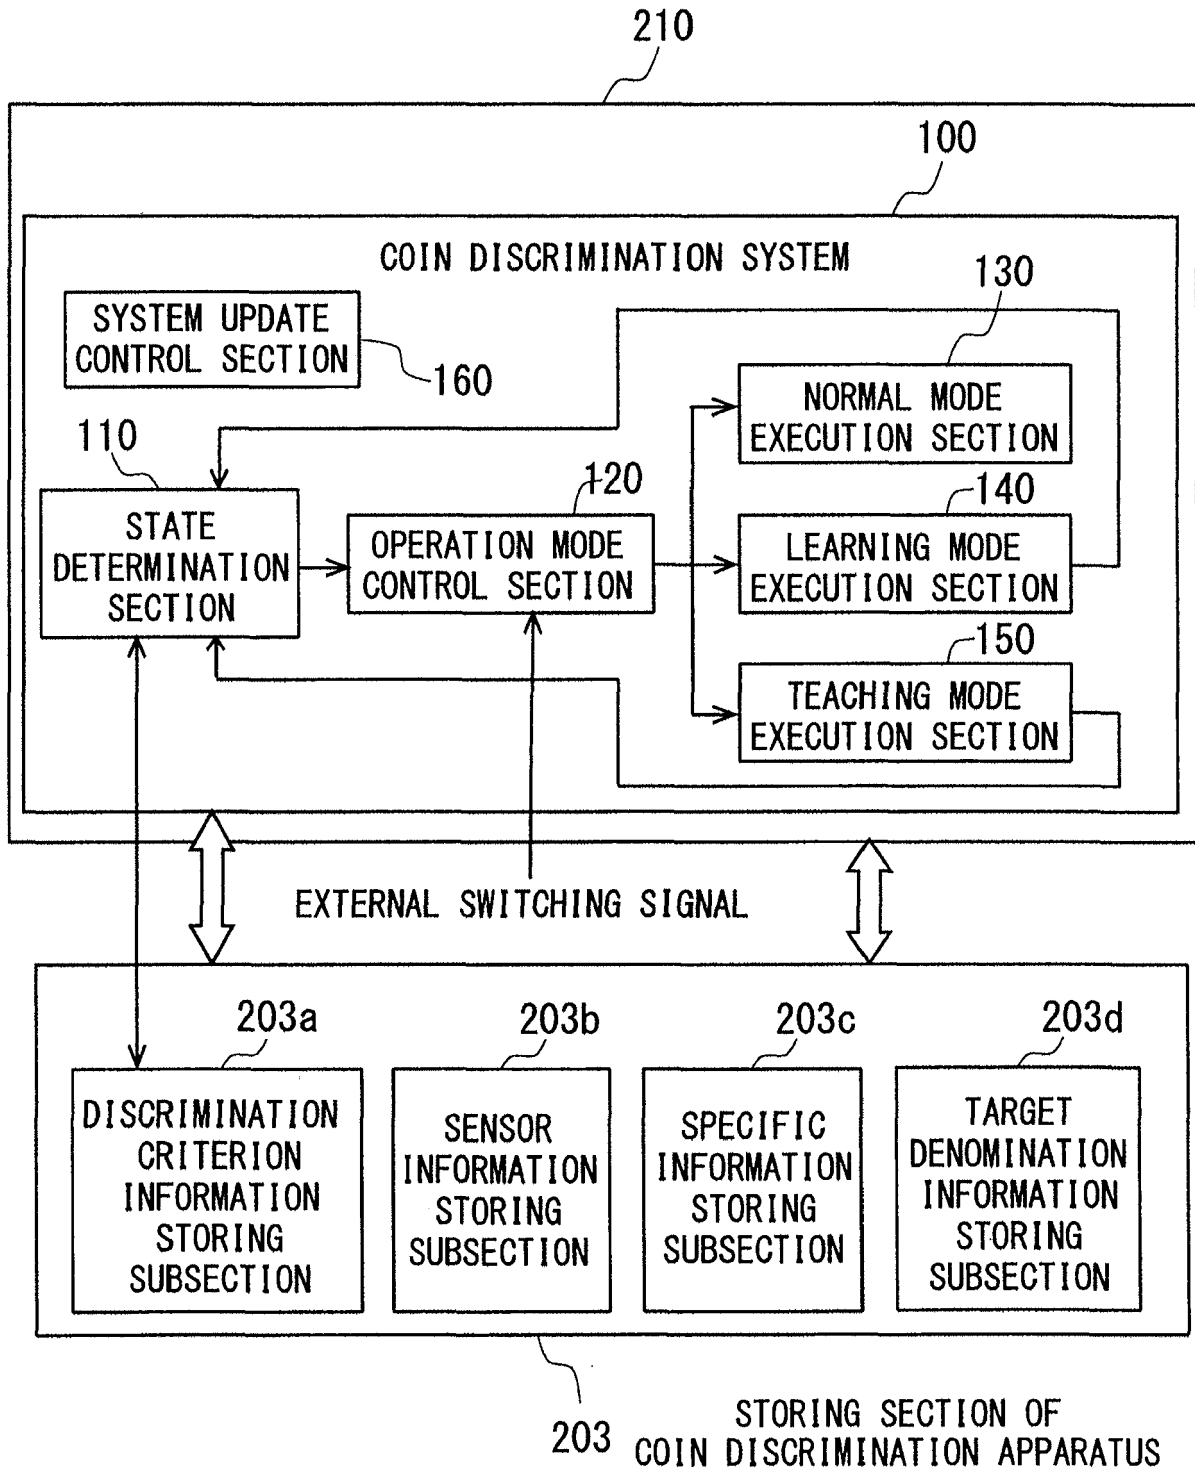 210
100
COIN DISCRIMINATION SYSTEM
SYSTEM UPDATE
CONTROL SECTION
160
130
NORMAL MODE
EXECUTION SECTION
110
STATE
DETERMINATION
SECTION
120
OPERATION MODE
CONTROL SECTION
140
LEARNING MODE
EXECUTION SECTION
150
TEACHING MODE
EXECUTION SECTION
EXTERNAL SWITCHING SIGNAL
203a
DISCRIMINATION
CRITERION
INFORMATION
STORING
SUBSECTION
203b
SENSOR
INFORMATION
STORING
SUBSECTION
203c
SPECIFIC
INFORMATION
STORING
SUBSECTION
203d
TARGET
DENOMINATION
INFORMATION
STORING
SUBSECTION
203
STORING SECTION OF
COIN DISCRIMINATION APPARATUS